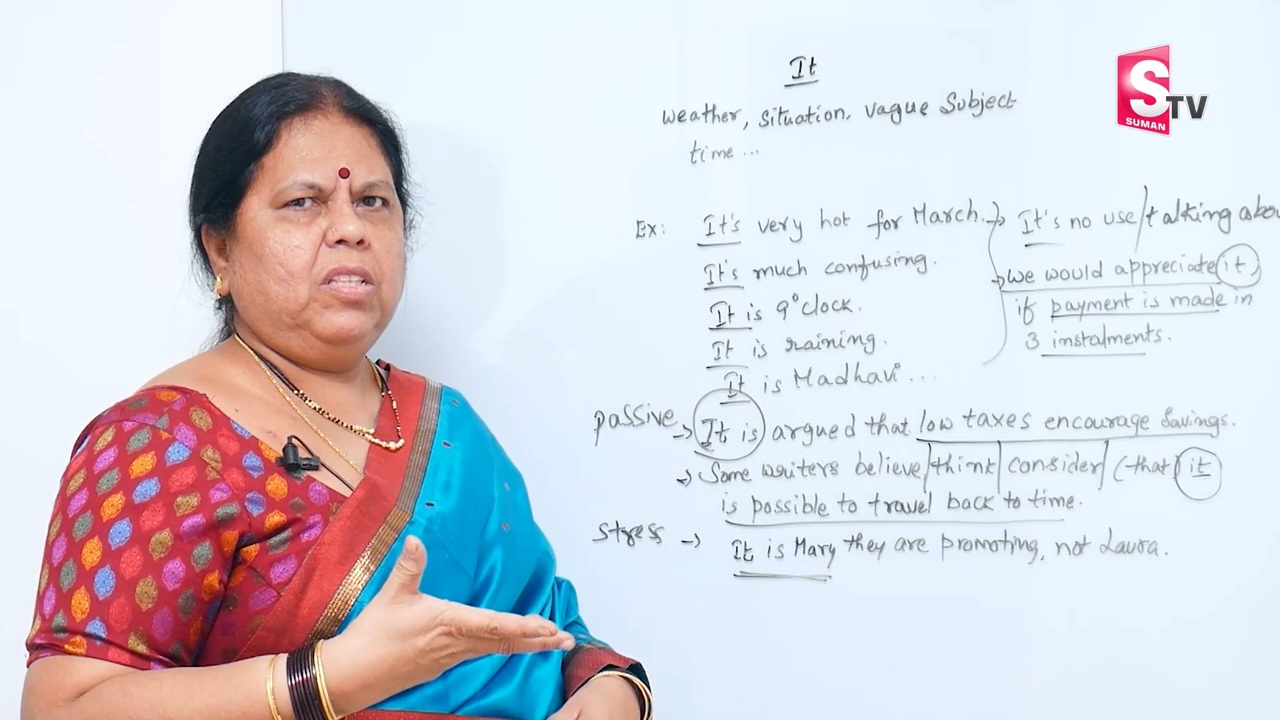 It
weather, situation, vague Subject
time...
Ex: It's very hot for March.
It's much confusing.
It is 9°clock.
It is raining.
It is Madhavi...
→ It's no use/talking abou
→ We would appreciate it,
if payment is made in
3 instalments.
passive → It is argued that low taxes encourage savings.
→ Some writers believe/think/consider/(that) it
is possible to travel back to time.
stress → It is Mary they are promoting, not Laura.
S TV
SUMAN